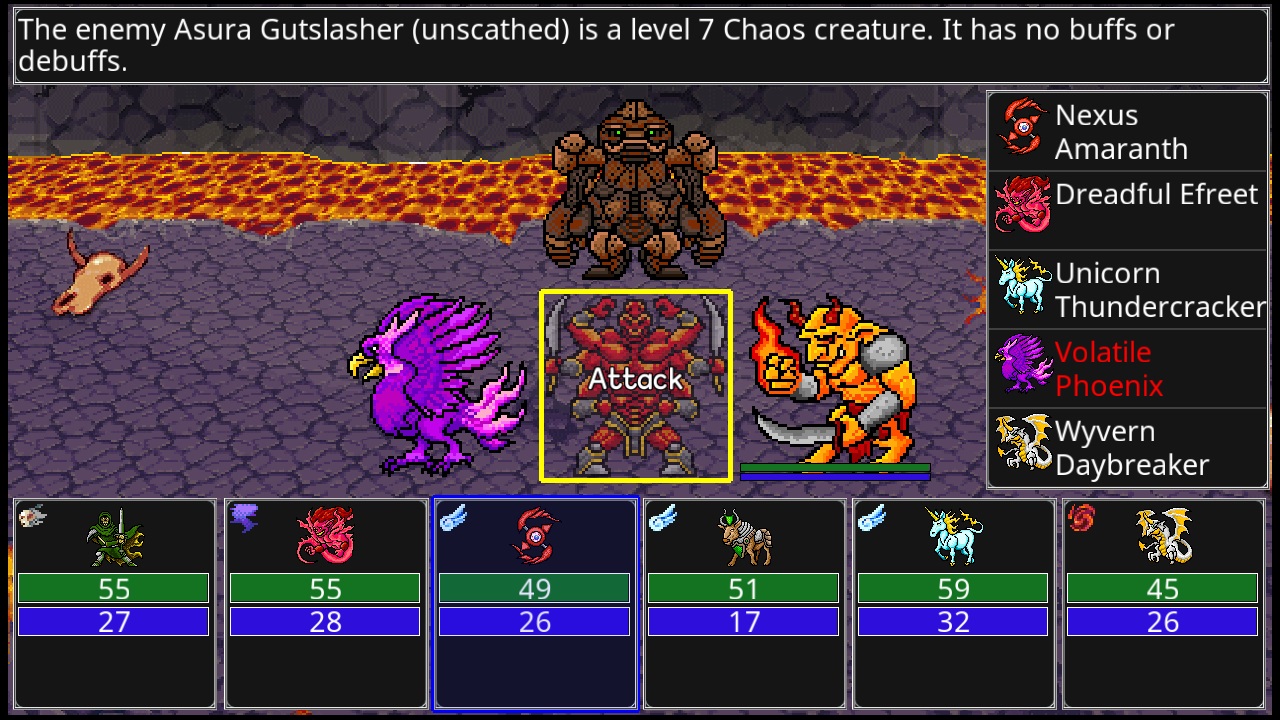 The enemy Asura Gutslasher (unscathed) is a level 7 Chaos creature. It has no buffs or
debuffs.
Nexus
Amaranth
Dreadful Efreet
Unicorn
Thundercracker
Volatile
Phoenix
Wyvern
Daybreaker
Attack
55
55
49
51
59
45
27
28
26
17
32
26